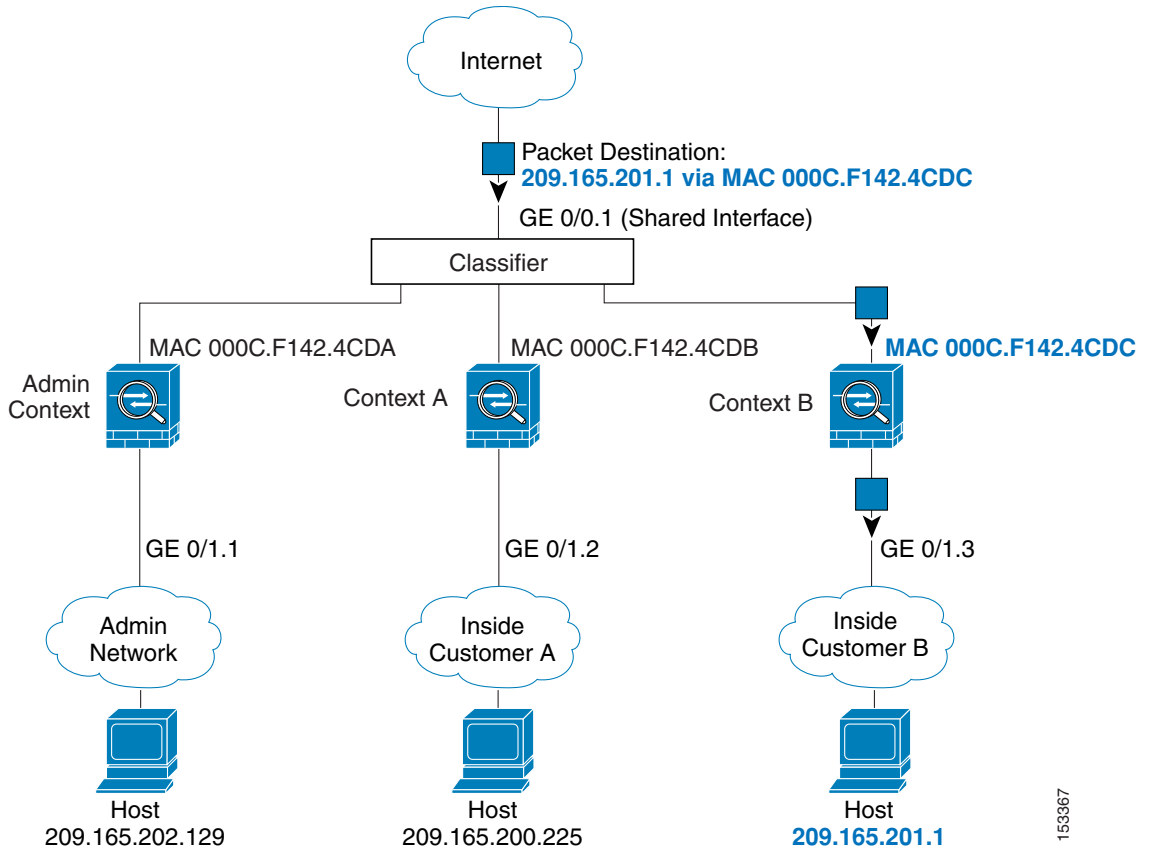 Internet
Packet Destination:
209.165.201.1 via MAC 000C.F142.4CDC
GE 0/0.1 (Shared Interface)
Classifier
MAC 000C.F142.4CDA
MAC 000C.F142.4CDB
MAC 000C.F142.4CDC
Admin
Context
Context A
Context B
GE 0/1.1
GE 0/1.2
GE 0/1.3
Admin
Network
Inside
Customer A
Inside
Customer B
Host
209.165.202.129
Host
209.165.200.225
Host
209.165.201.1
153367